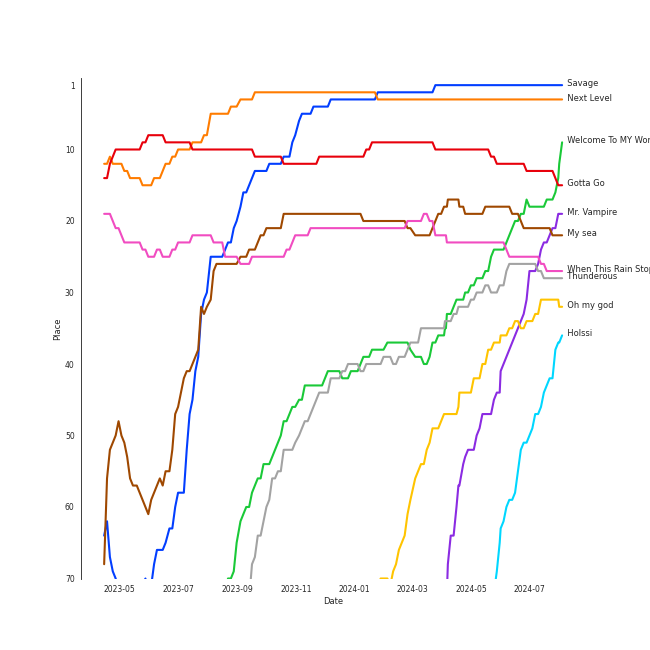 1
10
20
30
40
50
60
70
Place
2023-05
2023-07
2023-09
2023-11
2024-01
2024-03
2024-05
2024-07
Date
Savage
Next Level
Welcome To MY Wor
Gotta Go
Mr. Vampire
My sea
When This Rain Stop
Thunderous
Oh my god
Holssi